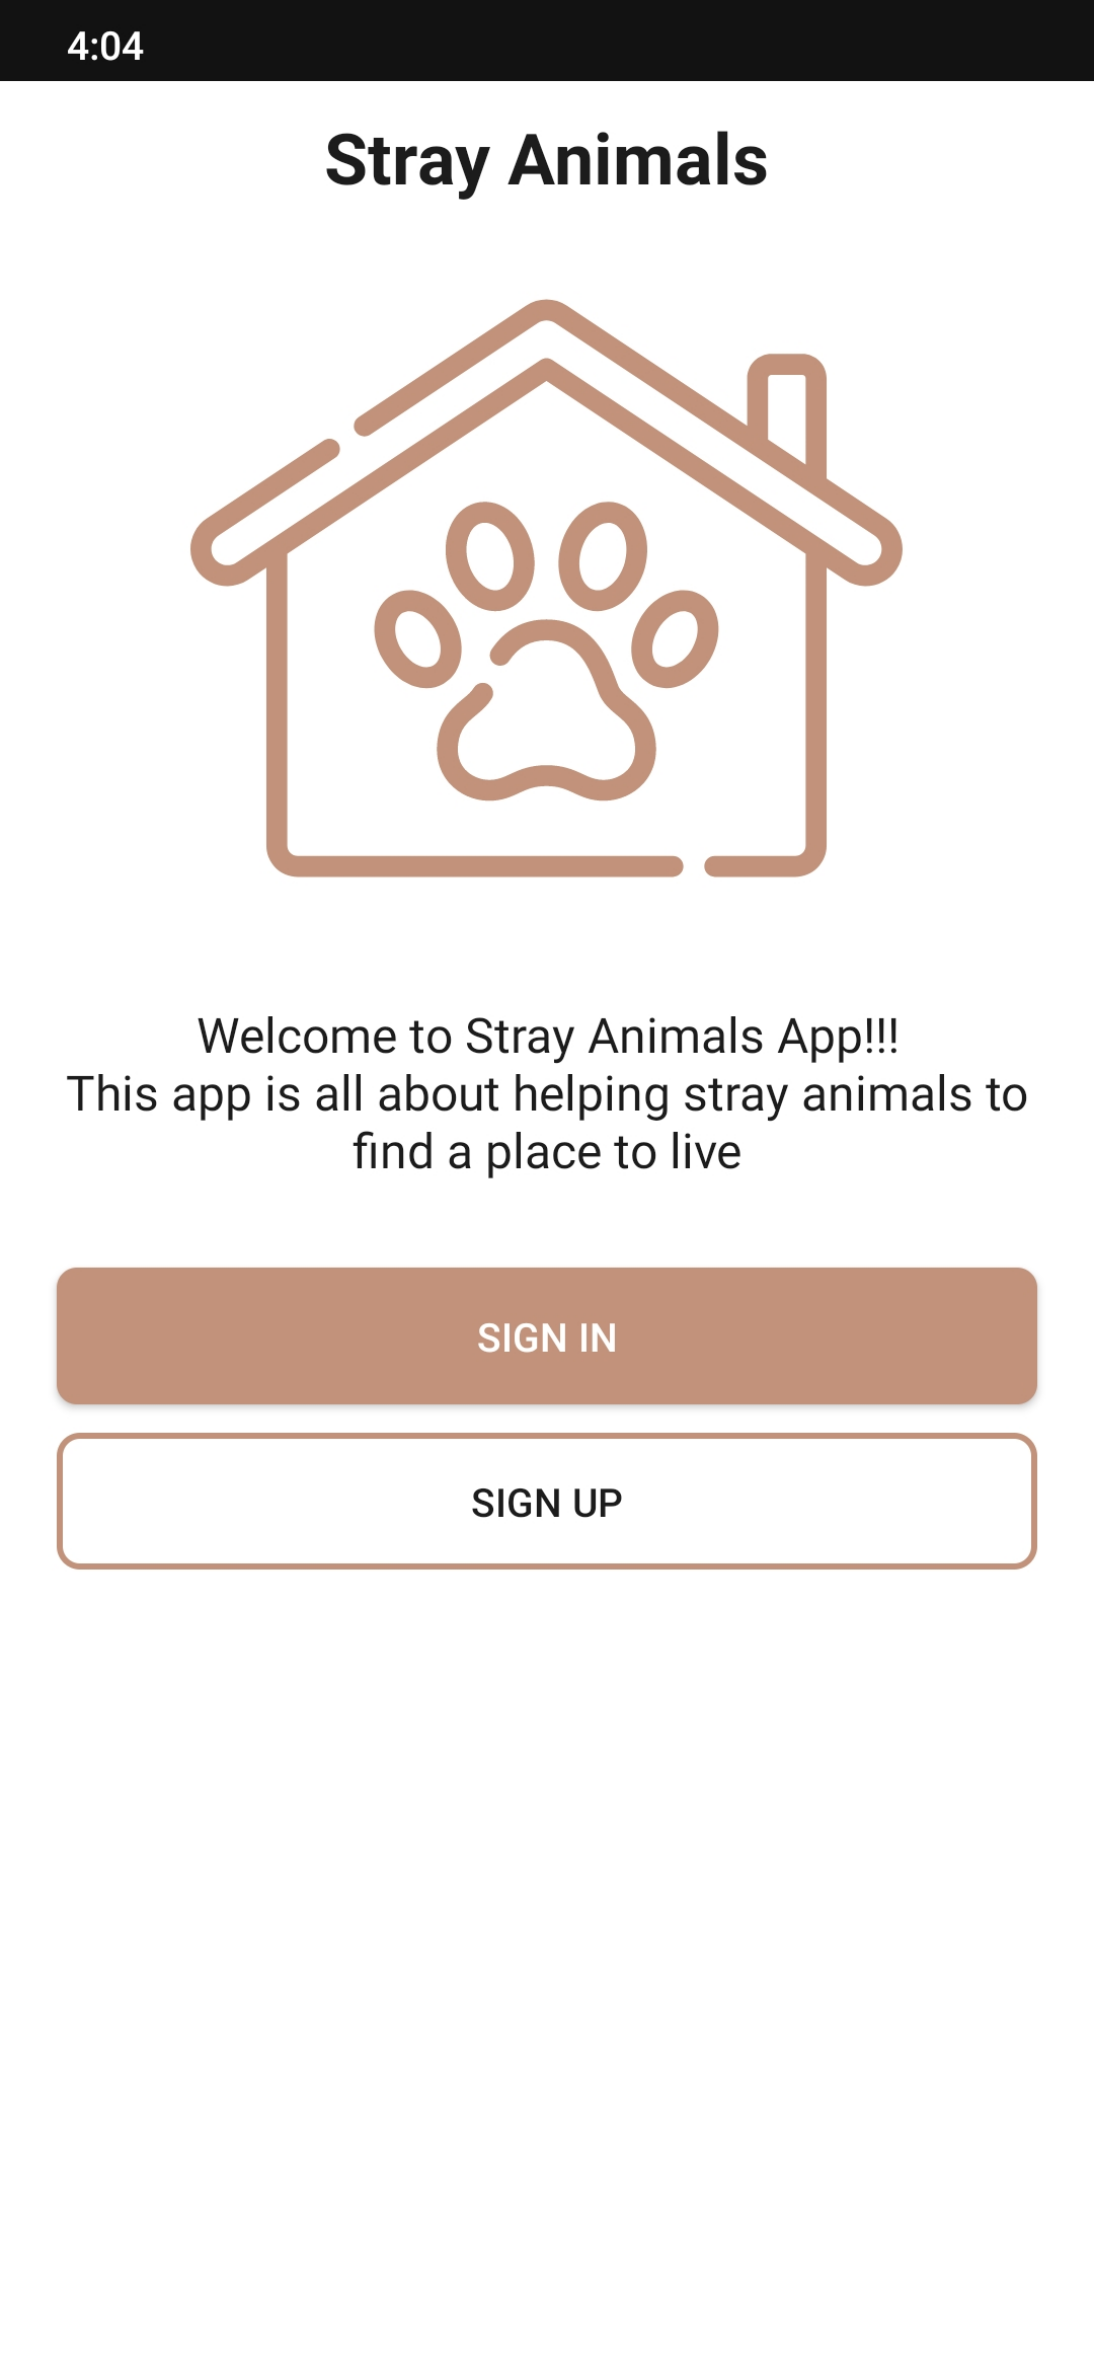 4:04
Stray Animals
Welcome to Stray Animals App!!!
This app is all about helping stray animals to
find a place to live
SIGN IN
SIGN UP